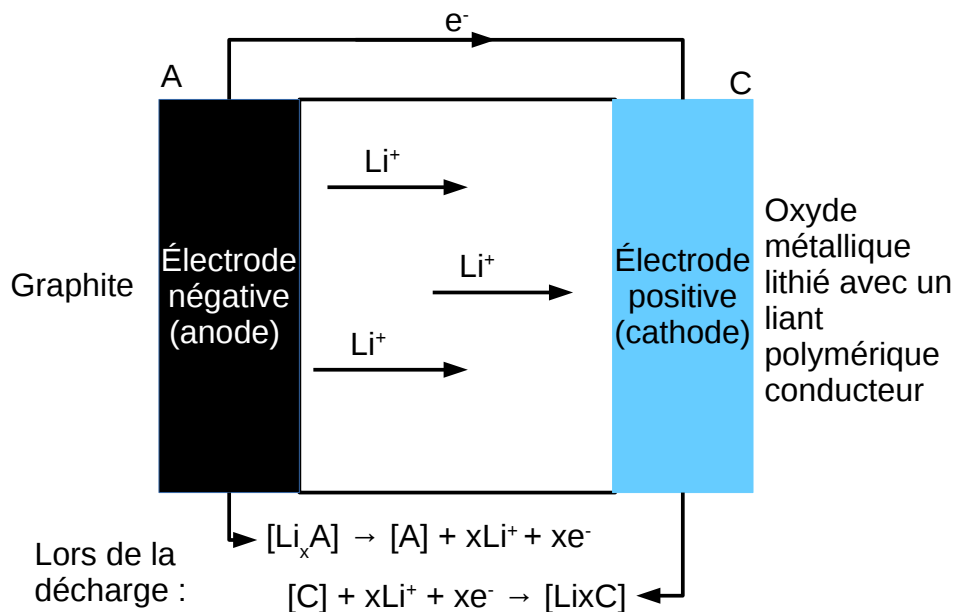 e⁻
A
C
Li⁺
Li⁺
Li⁺
Graphite
Électrode
négative
(anode)
Électrode
positive
(cathode)
Oxyde
métallique
lithié avec un
liant
polymérique
conducteur
Lors de la
décharge :
[LiₓA] → [A] + xLi⁺ + xe⁻
[C] + xLi⁺ + xe⁻ → [LixC]